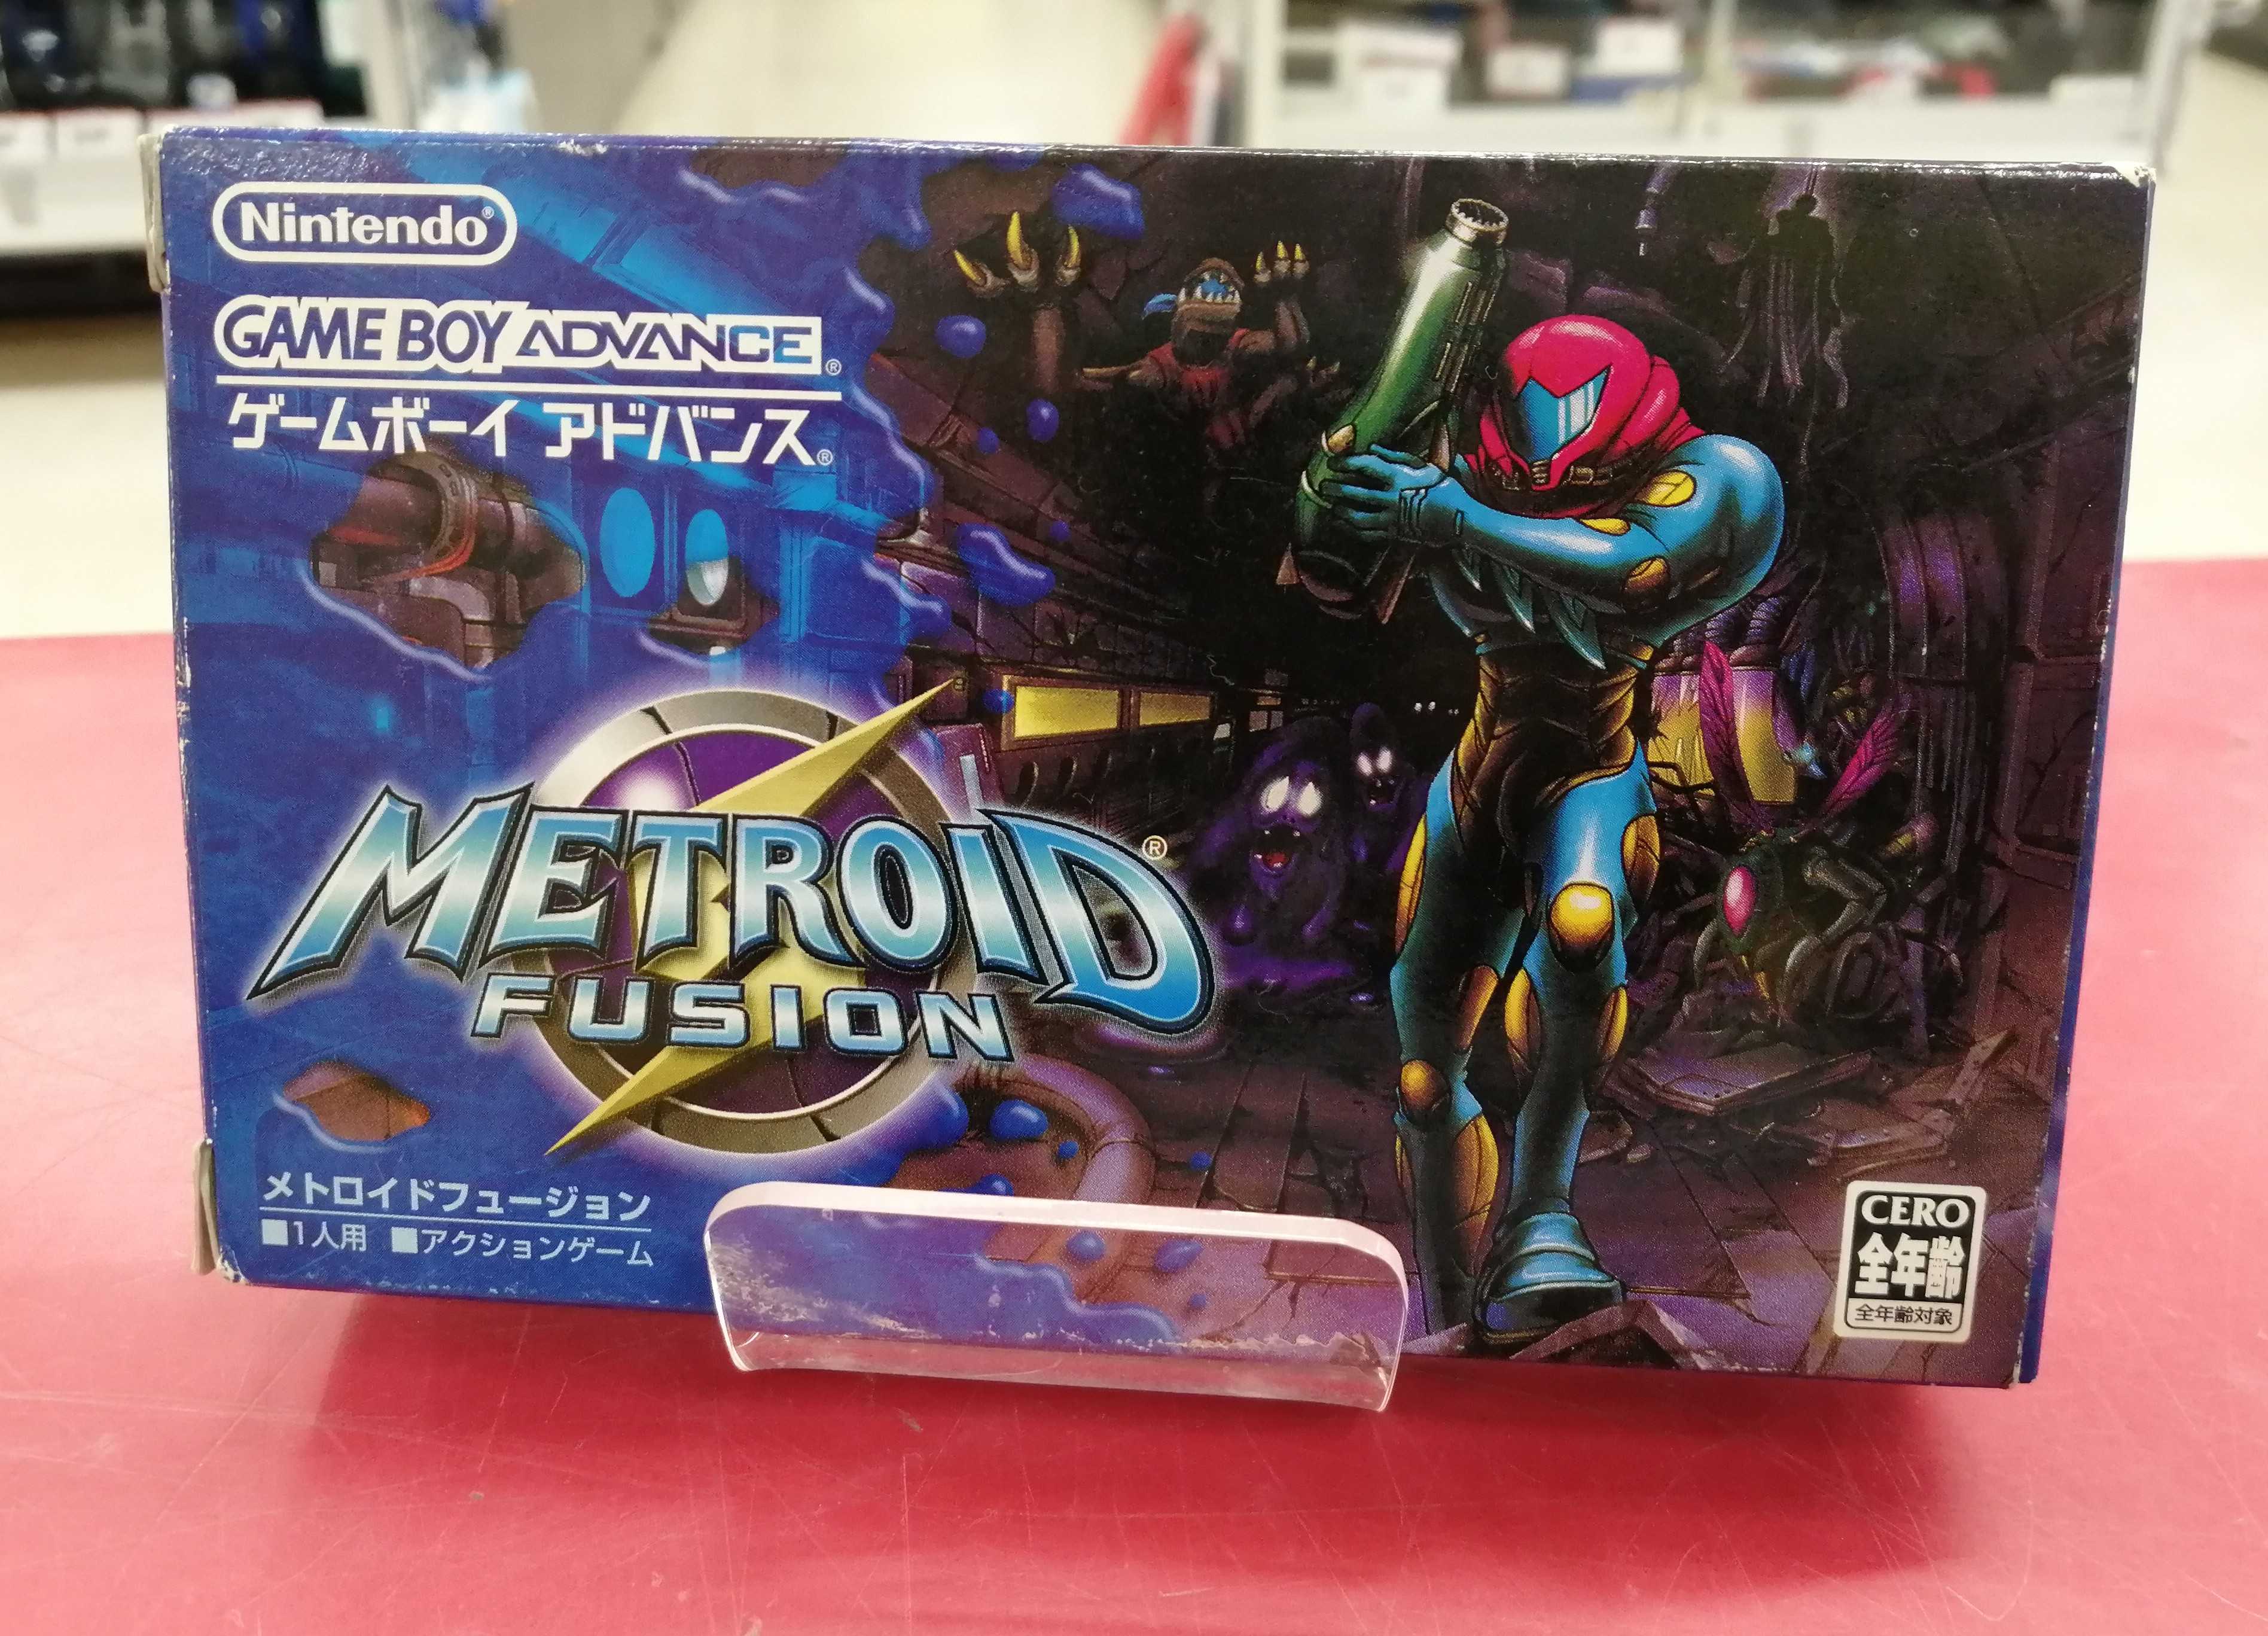 Nintendo®
GAME BOY ADVANCE®
ゲームボーイ アドバンス®
METROID®
FUSION
メトロイドフュージョン
■1人用 ■アクションゲーム
CERO
全年齢
全年齢対象